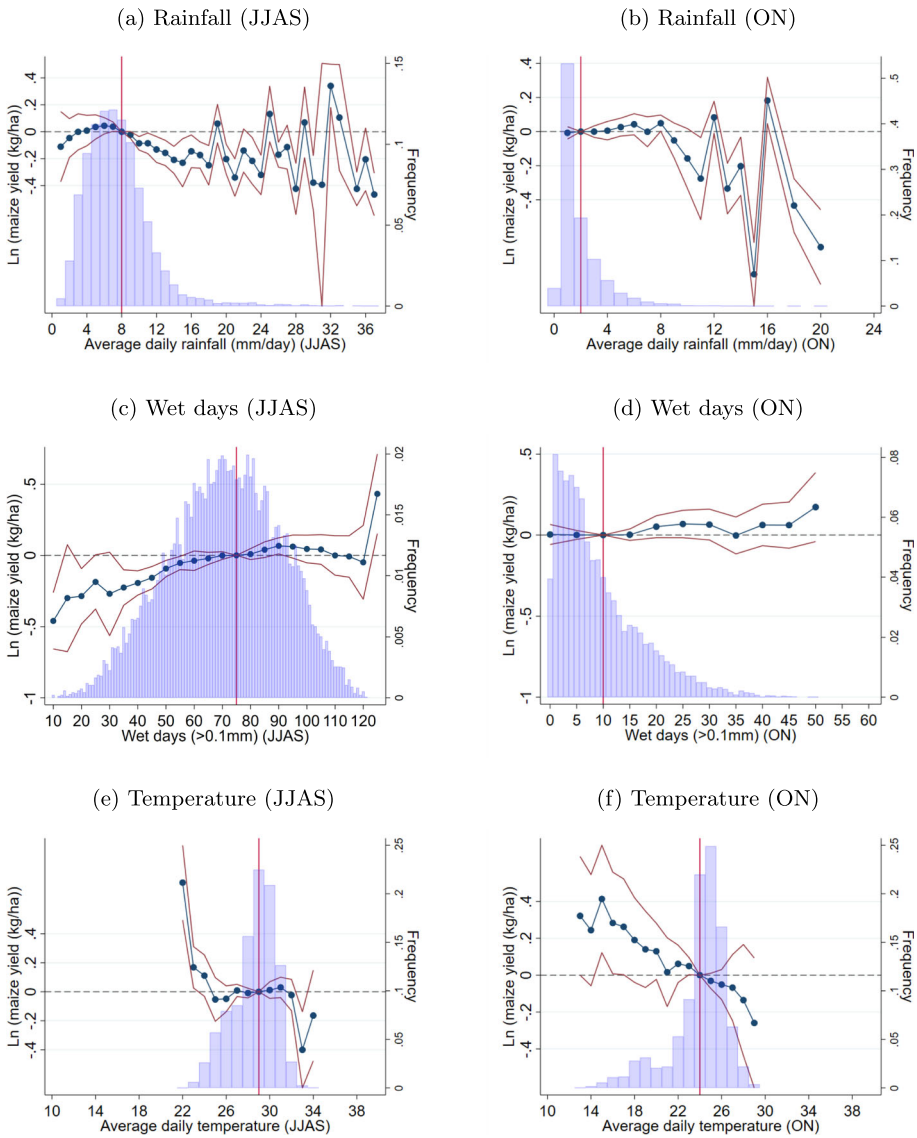 (a) Rainfall (JJAS)
Ln (maize yield (kg/ha))
.4
.2
0
-.2
-.4
.15
.1
.05
0
Frequency
0 4 8 12 16 20 24 28 32 36
Average daily rainfall (mm/day) (JJAS)
(b) Rainfall (ON)
Ln (maize yield (kg/ha))
.4
.2
0
-.2
-.4
.5
.4
.3
.2
.1
0
Frequency
0 4 8 12 16 20 24
Average daily rainfall (mm/day) (ON)
(c) Wet days (JJAS)
Ln (maize yield (kg/ha))
.5
0
-.5
-1
.02
.015
.01
.005
0
Frequency
10 20 30 40 50 60 70 80 90 100 110 120
Wet days (>0.1mm) (JJAS)
(d) Wet days (ON)
Ln (maize yield (kg/ha))
.5
0
-.5
-1
.08
.06
.04
.02
0
Frequency
0 5 10 15 20 25 30 35 40 45 50 55 60
Wet days (>0.1mm) (ON)
(e) Temperature (JJAS)
Ln (maize yield (kg/ha))
.4
.2
0
-.2
-.4
.25
.2
.15
.1
.05
0
Frequency
10 14 18 22 26 30 34 38
Average daily temperature (JJAS)
(f) Temperature (ON)
Ln (maize yield (kg/ha))
.4
.2
0
-.2
-.4
.25
.2
.15
.1
.05
0
Frequency
10 14 18 22 26 30 34 38
Average daily temperature (ON)